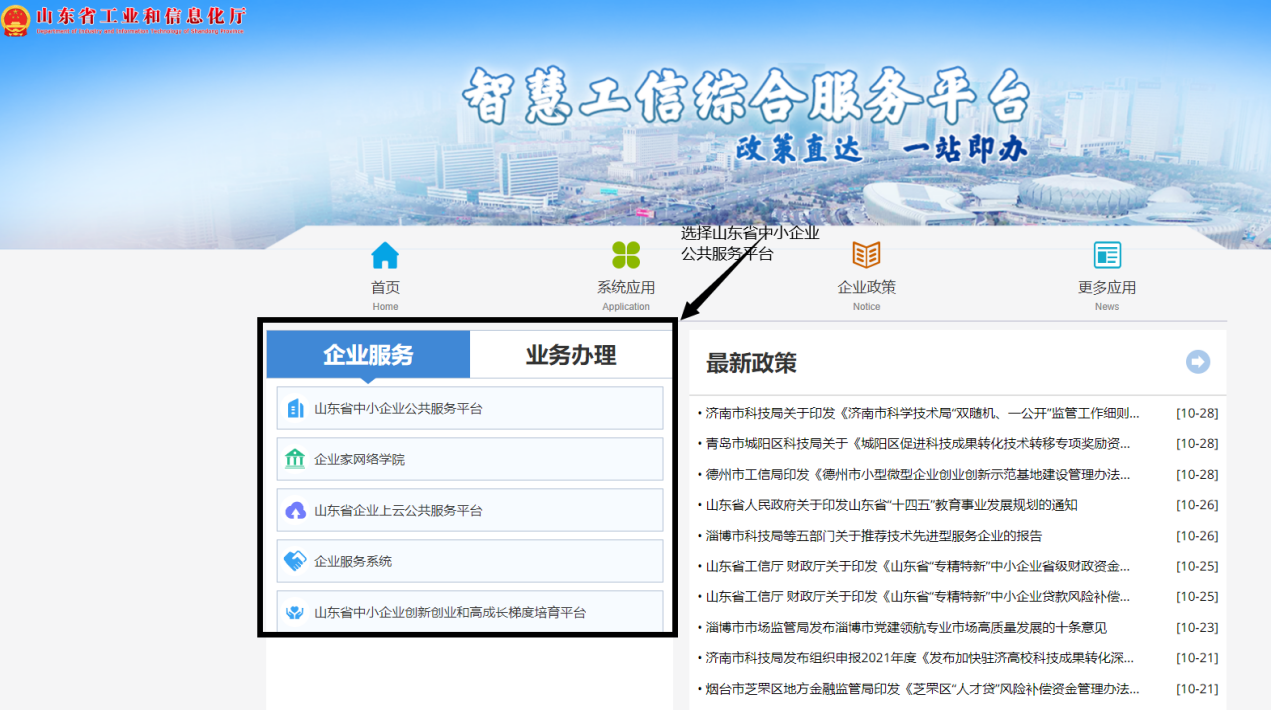 山东省工业和信息化厅
Department of Industry and Information Technology of Shandong Province
智慧工信综合服务平台
政策直达 一站即办
选择山东省中小企业
公共服务平台
首页
Home
系统应用
Application
企业政策
Notice
更多应用
News
企业服务
业务办理
山东省中小企业公共服务平台
企业家网络学院
山东省企业上云公共服务平台
企业服务系统
山东省中小企业创新创业和高成长梯度培育平台
最新政策
• 济南市科技局关于印发《济南市科学技术局“双随机、一公开”监管工作细则... [10-28]
• 青岛市城阳区科技局关于《城阳区促进科技成果转化技术转移专项奖励资... [10-28]
• 德州市工信局印发《德州市小型微型企业创业创新示范基地建设管理办法... [10-28]
• 山东省人民政府关于印发山东省“十四五”教育事业发展规划的通知 [10-26]
• 淄博市科技局等五部门关于推荐技术先进型服务企业的报告 [10-26]
• 山东省工信厅 财政厅关于印发《山东省“专精特新”中小企业省级财政资金... [10-25]
• 山东省工信厅 财政厅关于印发《山东省“专精特新”中小企业贷款风险补偿... [10-25]
• 淄博市市场监管局发布淄博市党建领航专业市场高质量发展的十条意见 [10-23]
• 济南市科技局发布组织申报2021年度《发布加快驻济高校科技成果转化深... [10-21]
• 烟台市芝罘区地方金融监管局印发《芝罘区“人才贷”风险补偿资金管理办法... [10-21]